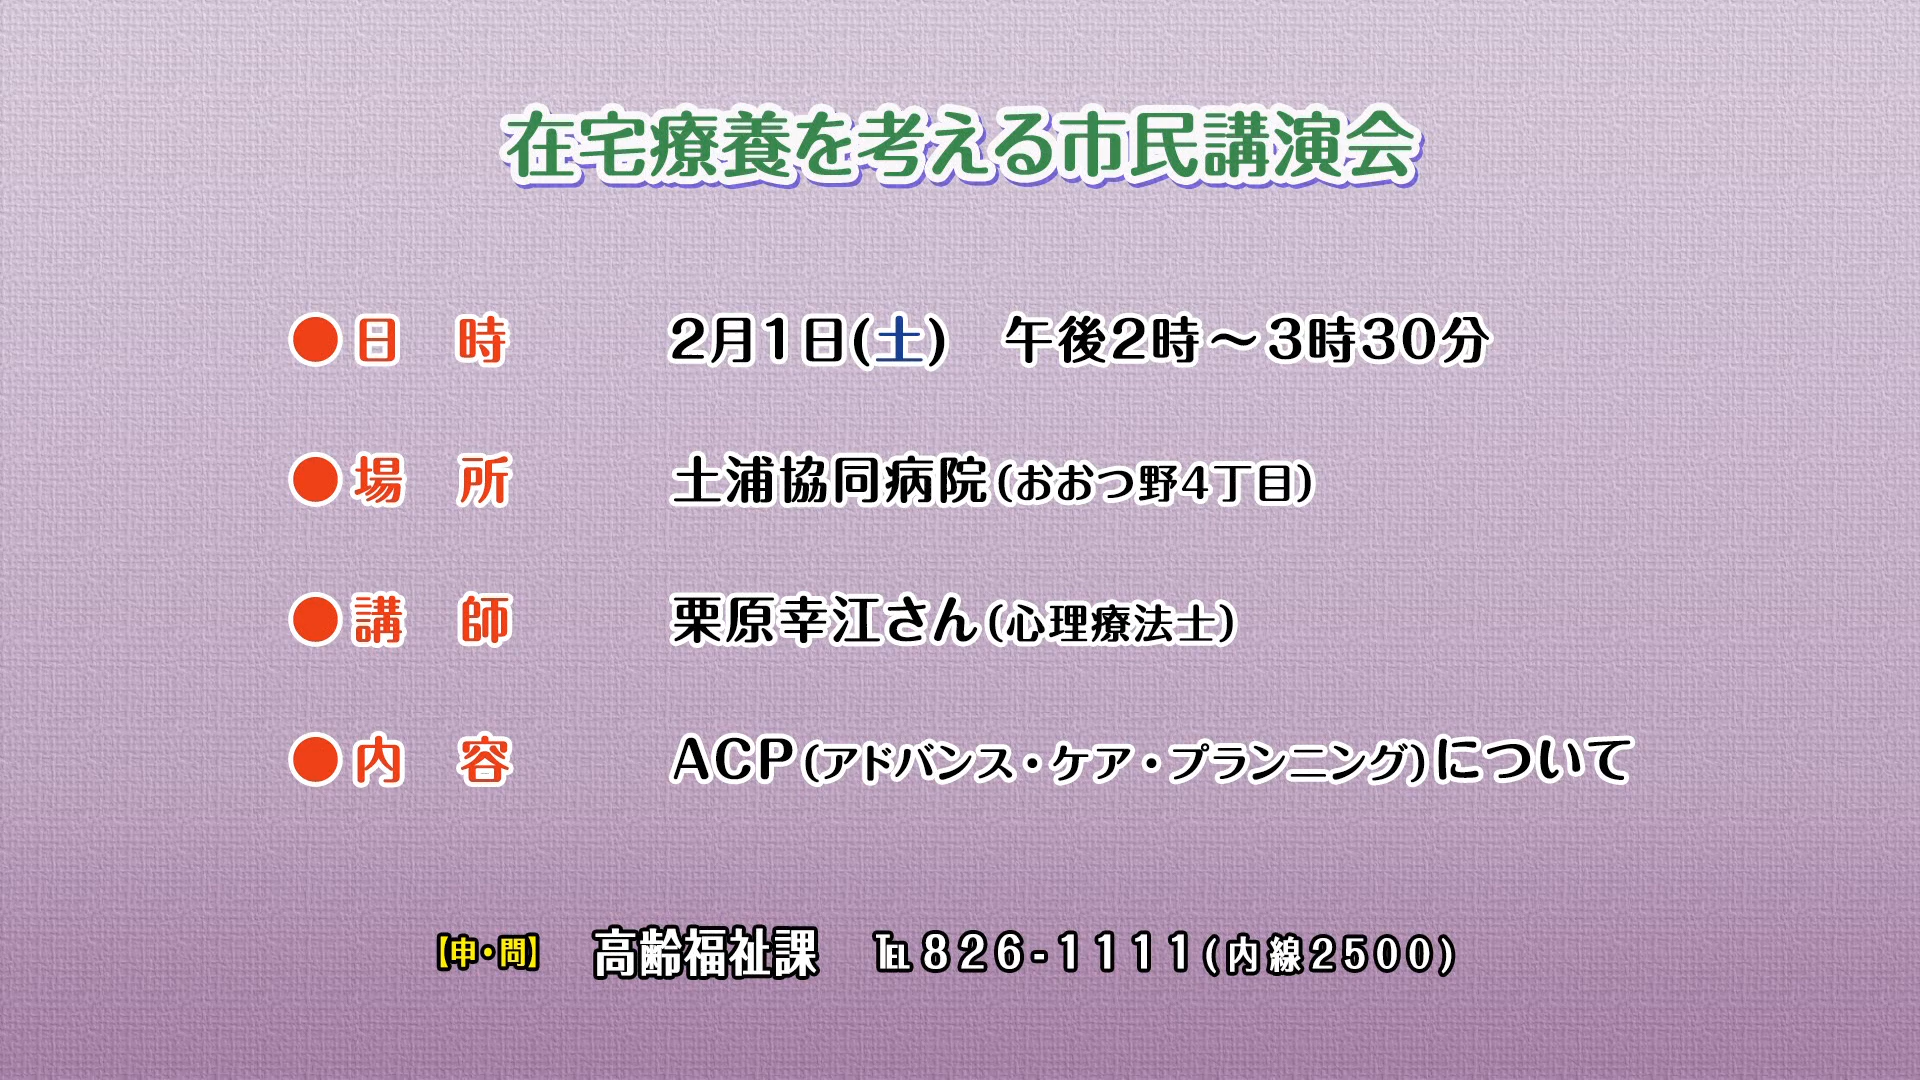 在宅療養を考える市民講演会
●日　時　2月1日(土)　午後2時～3時30分
●場　所　土浦協同病院(おおつ野4丁目)
●講　師　栗原幸江さん(心理療法士)
●内　容　ACP(アドバンス・ケア・プランニング)について
【申・問】　高齢福祉課　℡826-1111(内線2500)